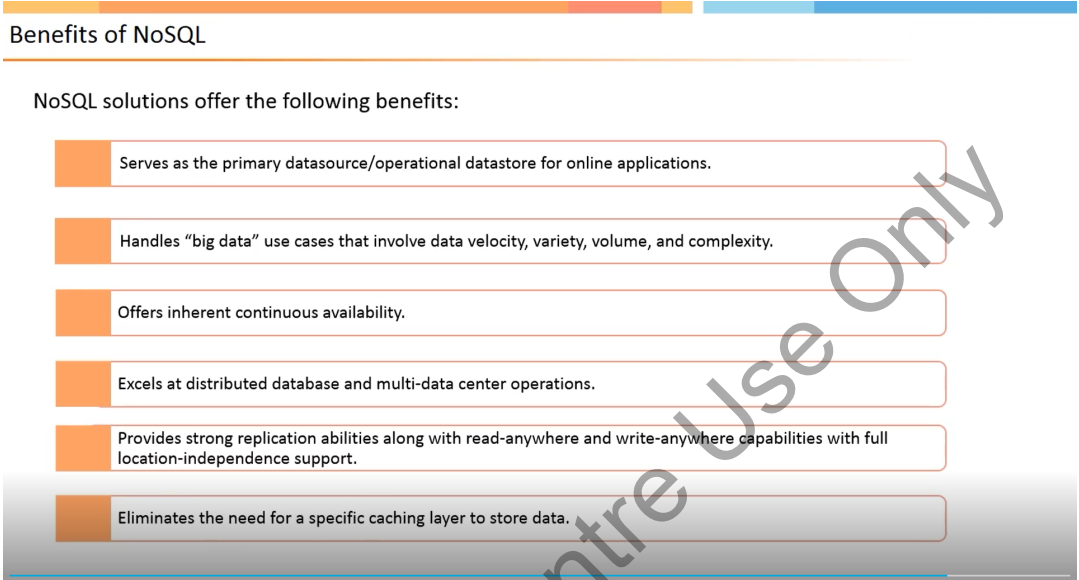 Benefits of NoSQL
NoSQL solutions offer the following benefits:
Serves as the primary datasource/operational datastore for online applications.
Handles “big data” use cases that involve data velocity, variety, volume, and complexity.
Offers inherent continuous availability.
Excels at distributed database and multi-data center operations.
Provides strong replication abilities along with read-anywhere and write-anywhere capabilities with full
location-independence support.
Eliminates the need for a specific caching layer to store data.
Use Only